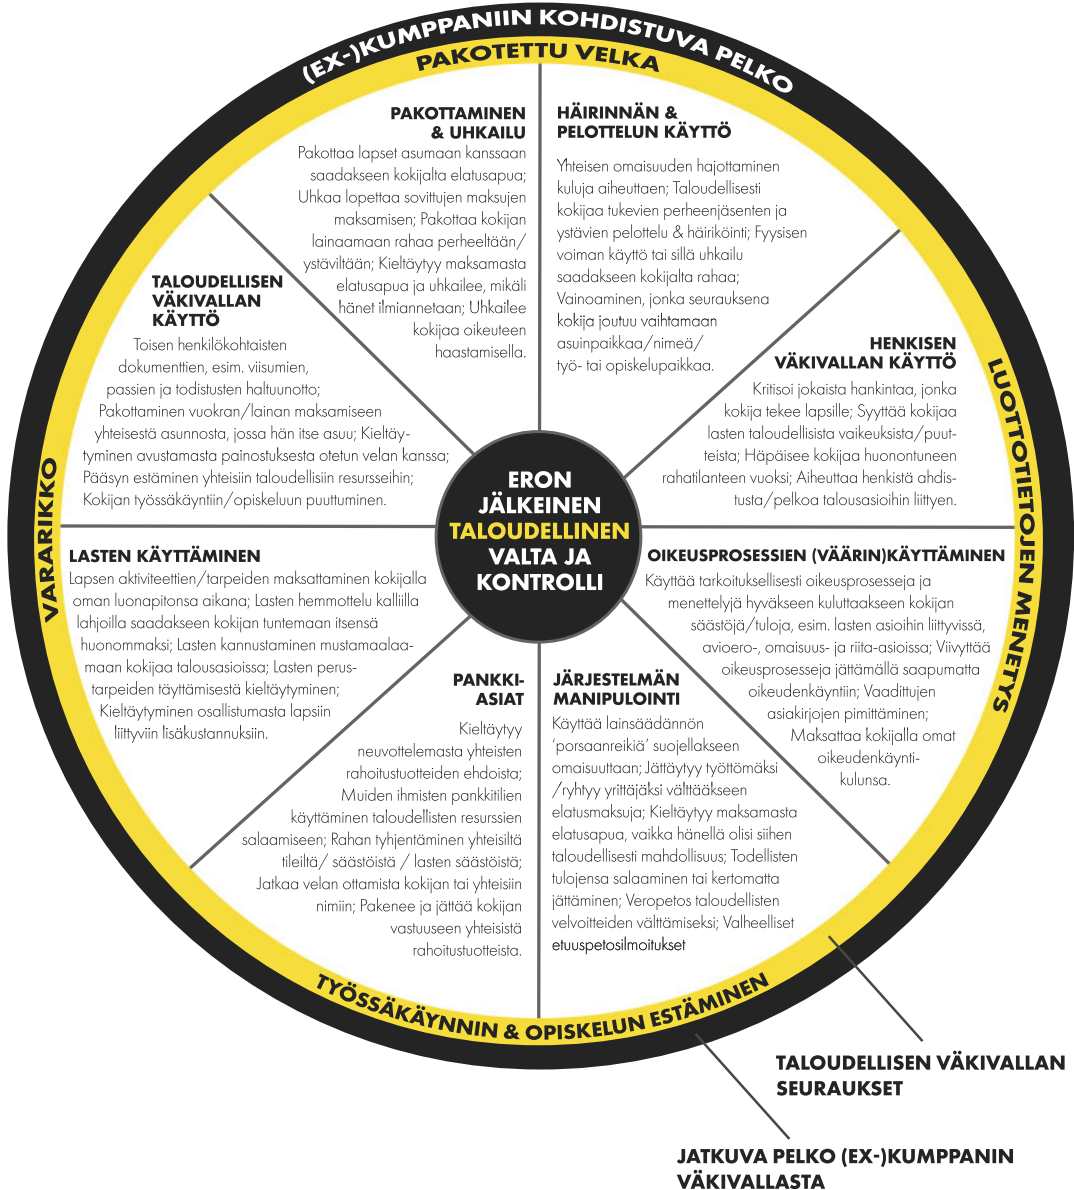 (EX-)KUMPPANIIN KOHDISTUVA PELKO
PAKOTETTU VELKA
PAKOTTAMINEN
& UHKAILU
Pakottaa lapset asumaan kanssaan
saadakseen kokijalta elatusapua;
Uhkaa lopettaa sovittujen maksujen
maksamisen; Pakottaa kokijan
lainaamaan rahaa perheeltään/
ystäviltään; Kieltäytyy maksamasta
elatusapua ja uhkailee, mikäli
hänet ilmiannetaan; Uhkailee
kokijaa oikeuteen
haastamisella.
HÄIRINNÄN &
PELOTTELUN KÄYTTÖ
Yhteisen omaisuuden hajottaminen
kuluja aiheuttaen; Taloudellisesti
kokijaa tukevien perheenjäsenten ja
ystävien pelottelu & häiriköinti; Fyysisen
voiman käyttö tai sillä uhkailu
saadakseen kokijalta rahaa;
Vainoaminen, jonka seurauksena
kokija joutuu vaihtamaan
asuinpaikkaa/nimeä/
työ- tai opiskelupaikkaa.
TALOUDELLISEN
VÄKIVALLAN
KÄYTTÖ
Toisen henkilökohtaisten
dokumenttien, esim. viisumien,
passien ja todistusten haltuunotto;
Pakottaminen vuokran/lainan maksamiseen
yhteisestä asunnosta, jossa hän itse asuu; Kieltäy-
tyminen avustamasta painostuksesta otetun velan kanssa;
Pääsyn estäminen yhteisiin taloudellisiin resursseihin;
Kokijan työssäkäyntiin/opiskeluun puuttuminen.
HENKISEN
VÄKIVALLAN KÄYTTÖ
Kritisoi jokaista hankintaa, jonka
kokija tekee lapsille; Syyttää kokijaa
lasten taloudellisista vaikeuksista/puut-
teista; Häpäisee kokijaa huonontuneen
rahatilanteen vuoksi; Aiheuttaa henkistä ahdis-
tusta/pelkoa talousasioihin liittyen.
LUOTTOTIETOJEN MENETYS
VARARIKKO
ERON
JÄLKEINEN
TALOUDELLINEN
VALTA JA
KONTROLLI
LASTEN KÄYTTÄMINEN
Lapsen aktiviteettien/tarpeiden maksattaminen kokijalla
oman luonapitonsa aikana; Lasten hemmottelu kalliilla
lahjoilla saadakseen kokijan tuntemaan itsensä
huonommaksi; Lasten kannustaminen mustamaalaa-
maan kokijaa talousasioissa; Lasten perus-
tarpeiden täyttämisestä kieltäytyminen;
Kieltäytyminen osallistumasta lapsiin
liittyviin lisäkustannuksiin.
OIKEUSPROSESSIEN (VÄÄRIN)KÄYTTÄMINEN
Käyttää tarkoituksellisesti oikeusprosesseja ja
menettelyjä hyväkseen kuluttaakseen kokijan
säästöjä/tuloja, esim. lasten asioihin liittyvissä,
avioero-, omaisuus- ja riita-asioissa; Viivyttää
oikeusprosesseja jättämällä saapumatta
oikeudenkäyntiin; Vaadittujen
asiakirjojen pimittäminen;
Maksattaa kokijalla omat
oikeudenkäynti-
kulunsa.
PANKKI-
ASIAT
Kieltäytyy
neuvottelemasta yhteisten
rahoitustuotteiden ehdoista;
Muiden ihmisten pankkitilien
käyttäminen taloudellisten resurssien
salaamiseen; Rahan tyhjentäminen yhteisiltä
tileiltä/ säästöistä / lasten säästöistä;
Jatkaa velan ottamista kokijan tai yhteisiin
nimiin; Pakenee ja jättää kokijan
vastuuseen yhteisistä
rahoitustuotteista.
JÄRJESTELMÄN
MANIPULOINTI
Käyttää lainsäädännön
‘porsaanreikiä’ suojellakseen
omaisuuttaan; Jättäytyy työttömäksi
/ryhtyy yrittäjäksi välttääkseen
elatusmaksuja; Kieltäytyy maksamasta
elatusapua, vaikka hänellä olisi siihen
taloudellisesti mahdollisuus; Todellisten
tulojensa salaaminen tai kertomatta
jättäminen; Veropetos taloudellisten
velvoitteiden välttämiseksi; Valheelliset
etuuspetosilmoitukset
TYÖSSÄKÄYNNIN & OPISKELUN ESTÄMINEN
TALOUDELLISEN VÄKIVALLAN
SEURAUKSET
JATKUVA PELKO (EX-)KUMPPANIN
VÄKIVALLASTA